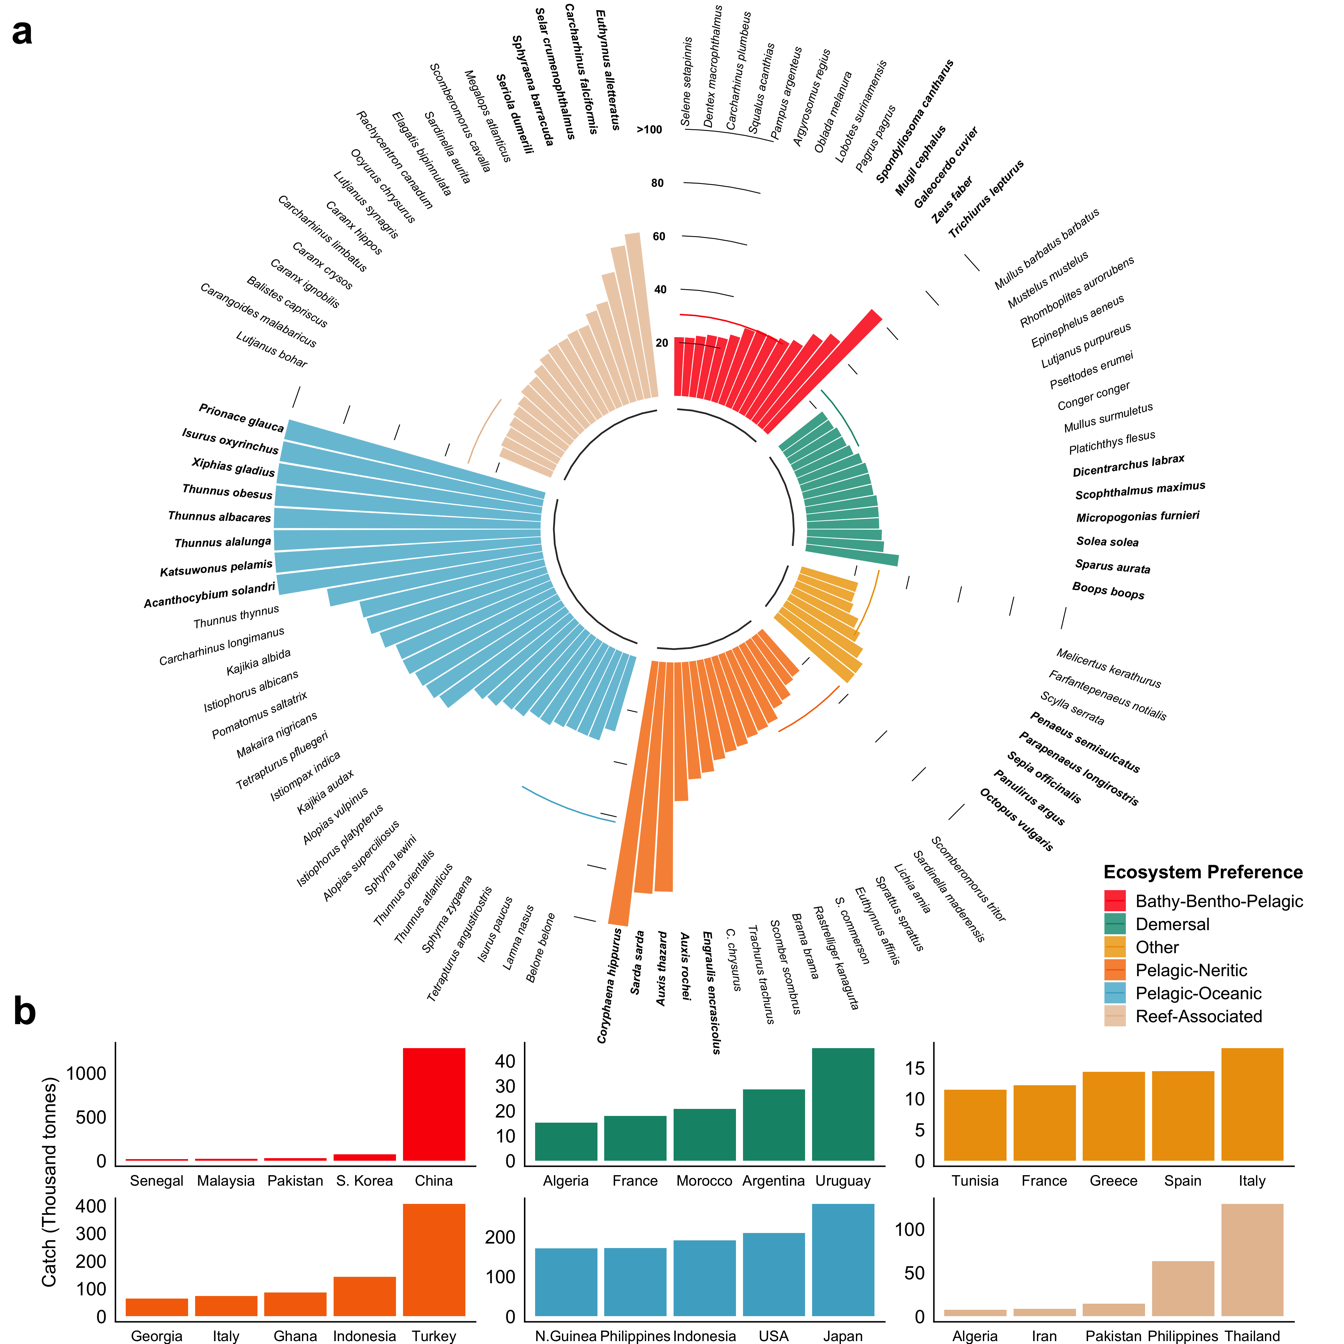 a
Selene setapinnis
Dentex macrophthalmus
Carcharhinus plumbeus
Squalus acanthias
Pampus argenteus
Argyrosomus regius
Oblada melanura
Lobotes surinamensis
Pagrus pagrus
Spondyliosoma cantharus
Mugil cephalus
Galeocerdo cuvier
Zeus faber
Trichiurus lepturus
Mullus barbatus barbatus
Mustelus mustelus
Rhomboplites aurorubens
Epinephelus aeneus
Lutjanus purpureus
Psettodes erumei
Conger conger
Mullus surmuletus
Platichthys flesus
Dicentrarchus labrax
Scophthalmus maximus
Micropogonias furnieri
Solea solea
Sparus aurata
Boops boops
Melicertus kerathurus
Farfantepenaeus notialis
Scylla serrata
Penaeus semisulcatus
Parapenaeus longirostris
Sepia officinalis
Panulirus argus
Octopus vulgaris
Scomberomorus tritor
Sardinella maderensis
Lichia amia
Sprattus sprattus
Euthynnus affinis
S. commerson
Rastrelliger kanagurta
Brama brama
Scomber scombrus
Trachurus trachurus
C. chrysurus
Engraulis encrasicolus
Auxis rochei
Auxis thazard
Sarda sarda
Coryphaena hippurus
Belone belone
Lamna nasus
Isurus paucus
Tetrapturus angustirostris
Sphyrna zygaena
Thunnus atlanticus
Thunnus orientalis
Sphyrna lewini
Alopias superciliosus
Istiophorus platypterus
Alopias vulpinus
Kajikia audax
Istiompax indica
Tetrapturus pfluegeri
Makaira nigricans
Pomatomus saltatrix
Istiophorus albicans
Kajikia albida
Carcharhinus longimanus
Thunnus thynnus
Acanthocybium solandri
Katsuwonus pelamis
Thunnus alalunga
Thunnus albacares
Thunnus obesus
Xiphias gladius
Isurus oxyrinchus
Prionace glauca
Lutjanus bohar
Carangoides malabaricus
Balistes capriscus
Caranx ignobilis
Caranx crysos
Carcharhinus limbatus
Caranx hippos
Lutjanus synagris
Ocyurus chrysurus
Rachycentron canadum
Elagatis bipinnulata
Sardinella aurita
Scomberomorus cavalla
Megalops atlanticus
Seriola dumerili
Sphyraena barracuda
Selar crumenophthalmus
Carcharhinus falciformis
Euthynnus alletteratus
>100
80
60
40
20
Ecosystem Preference
Bathy-Bentho-Pelagic
Demersal
Other
Pelagic-Neritic
Pelagic-Oceanic
Reef-Associated
b
Catch (Thousand tonnes)
1000
500
0
Senegal Malaysia Pakistan S. Korea China
40
30
20
10
0
Algeria France Morocco Argentina Uruguay
15
10
5
0
Tunisia France Greece Spain Italy
400
300
200
100
0
Georgia Italy Ghana Indonesia Turkey
200
100
0
N.Guinea Philippines Indonesia USA Japan
100
50
0
Algeria Iran Pakistan Philippines Thailand